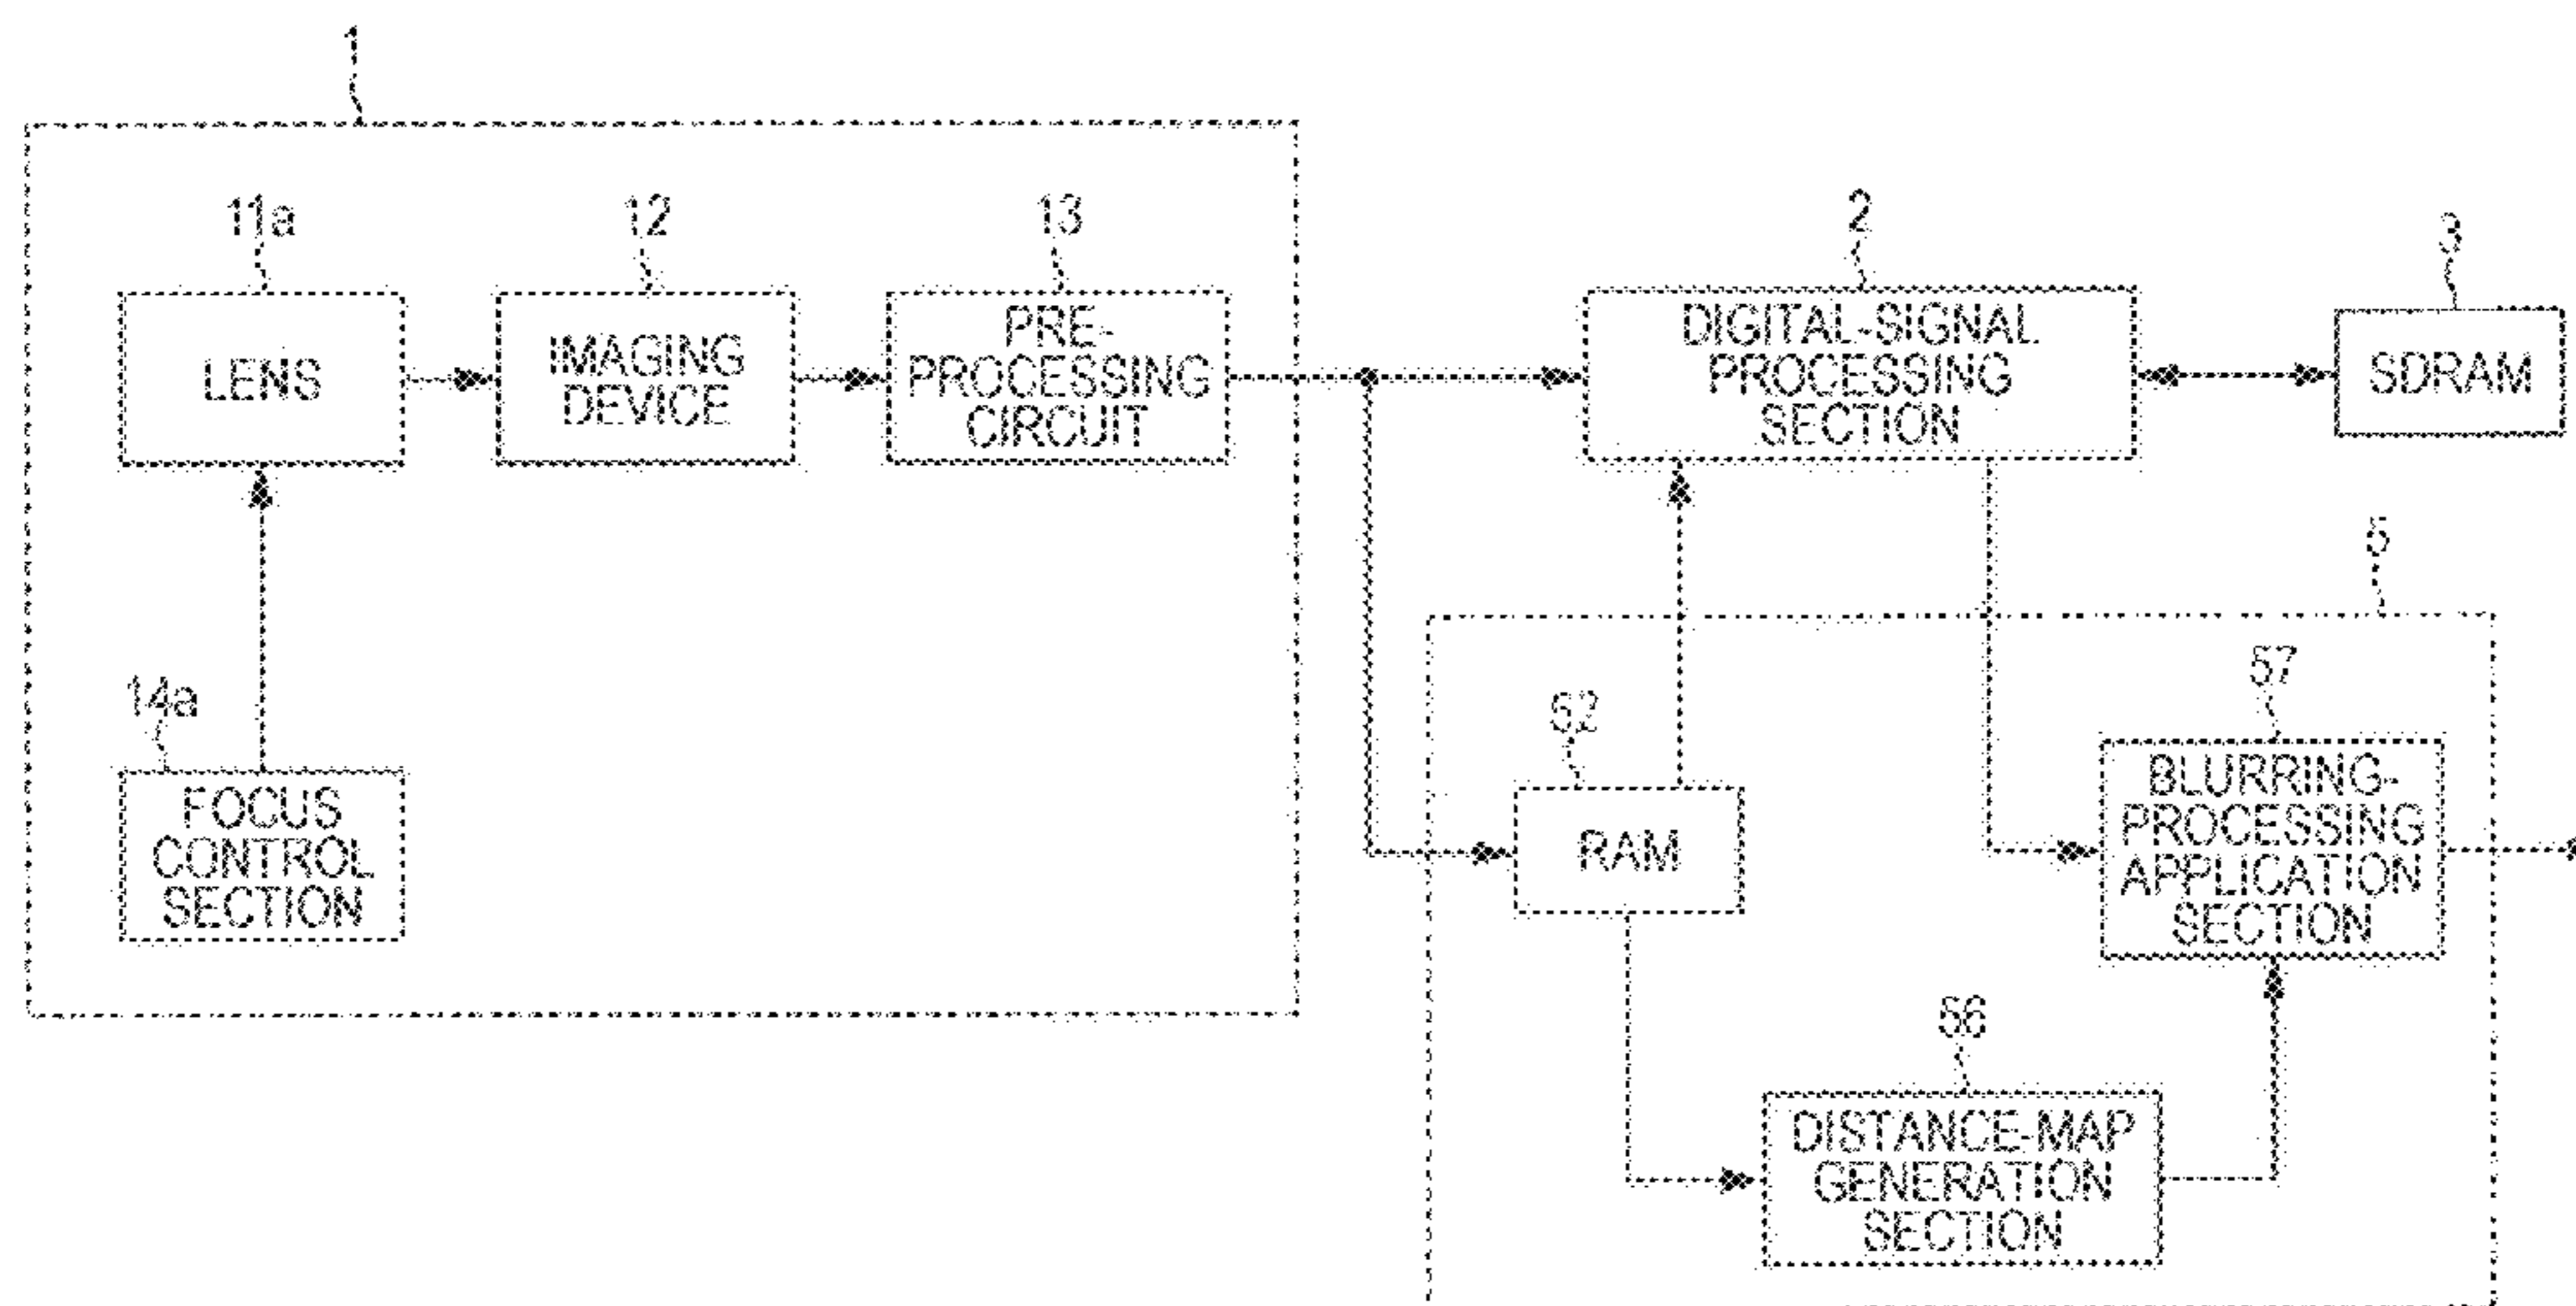 1
11a
12
13
2
3
LENS
IMAGING
DEVICE
PRE-
PROCESSING
CIRCUIT
DIGITAL-SIGNAL
PROCESSING
SECTION
SDRAM
5
14a
52
57
FOCUS
CONTROL
SECTION
RAM
BLURRING-
PROCESSING
APPLICATION
SECTION
56
DISTANCE-MAP
GENERATION
SECTION